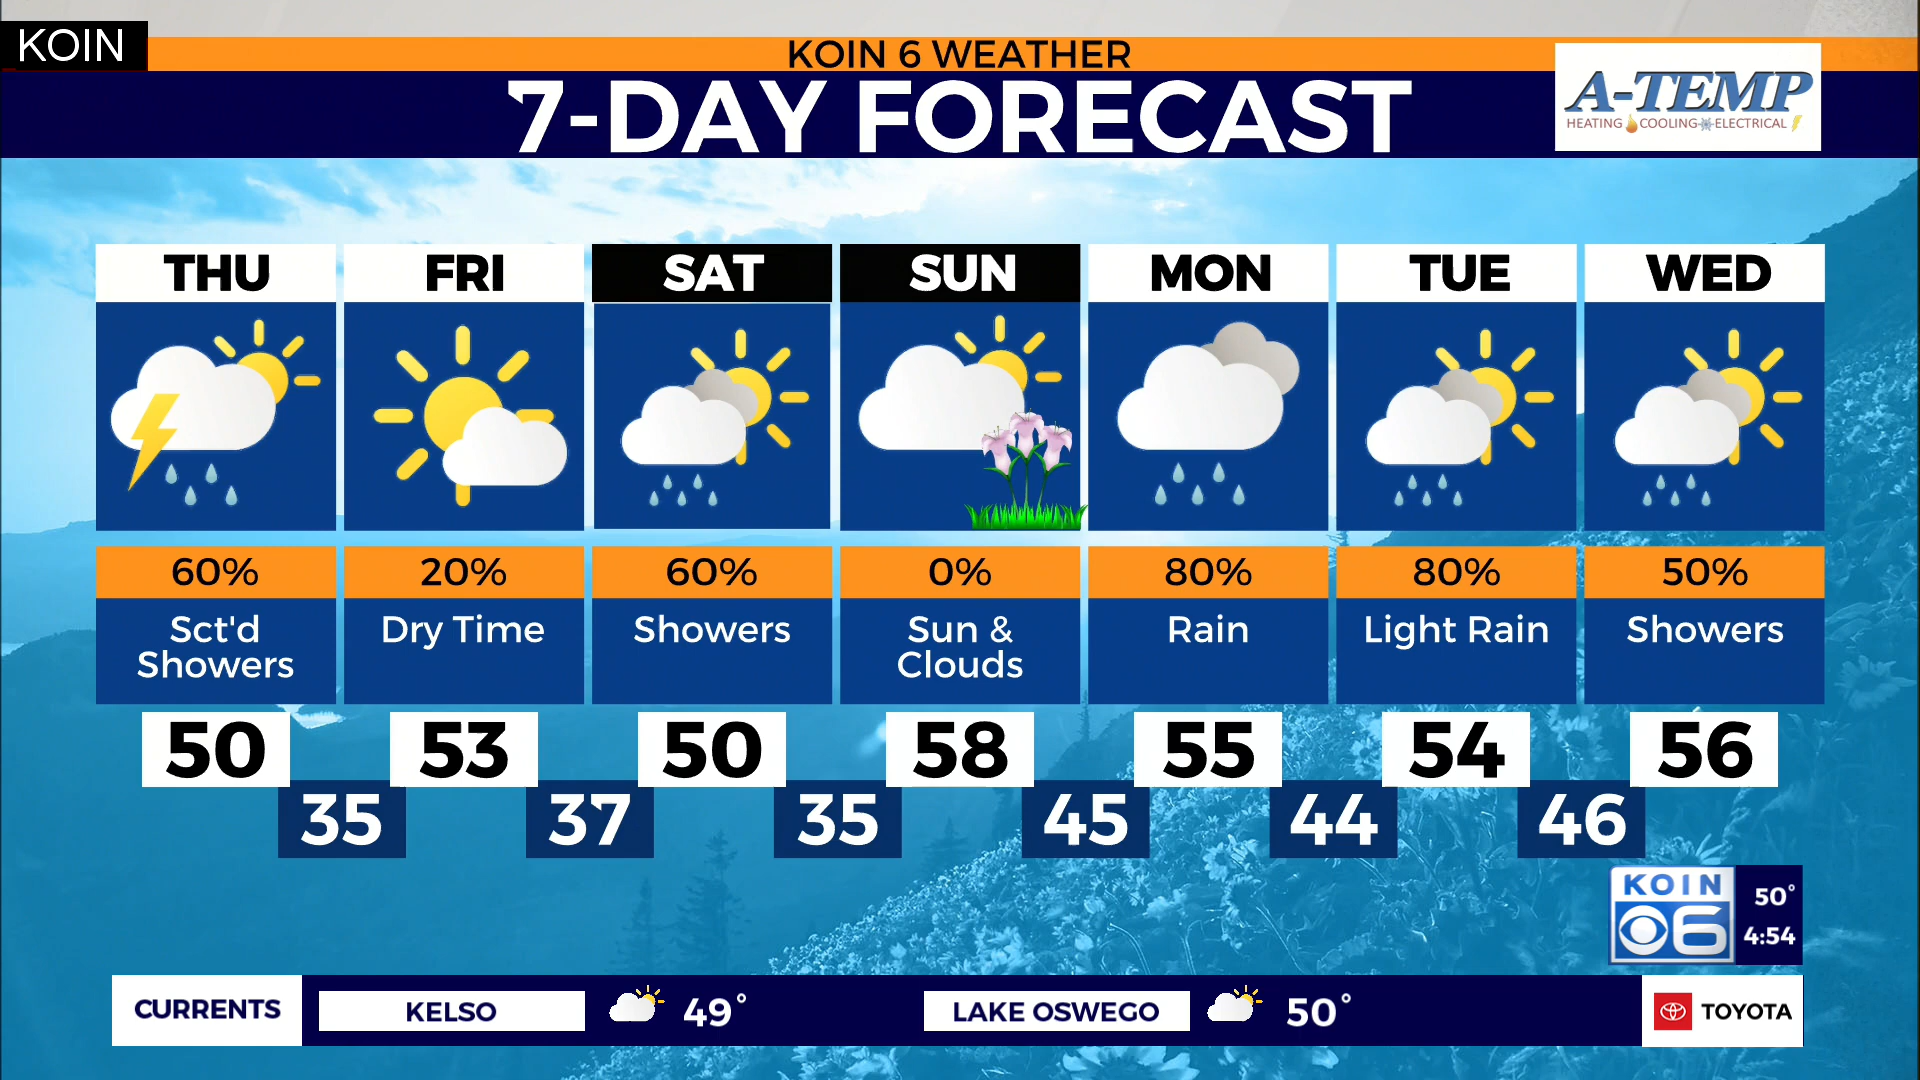 KOIN
KOIN 6 WEATHER
7-DAY FORECAST
A-TEMP
HEATING COOLING ELECTRICAL
THU FRI SAT SUN MON TUE WED
60% 20% 60% 0% 80% 80% 50%
Sct'd Dry Time Showers Sun & Rain Light Rain Showers
Showers Clouds
50 53 50 58 55 54 56
35 37 35 45 44 46
KOIN 50°
6 4:54
CURRENTS KELSO 49° LAKE OSWEGO 50° TOYOTA